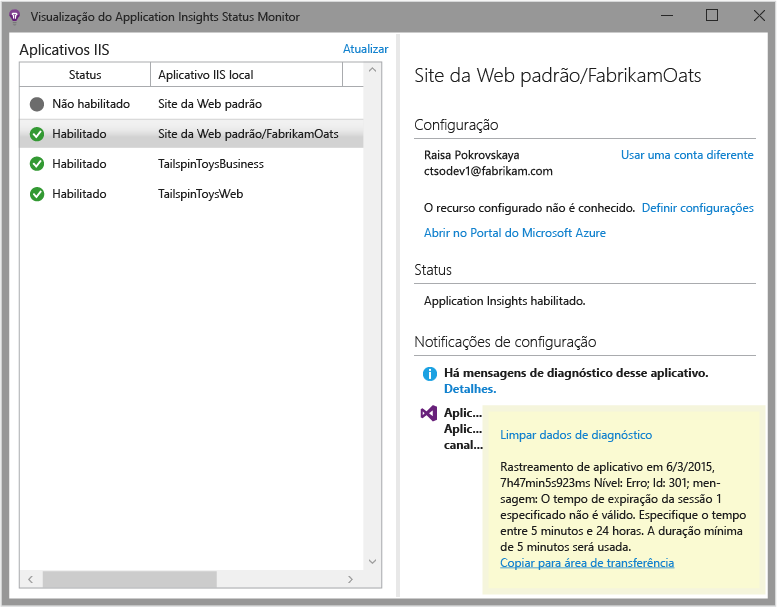 Visualização do Application Insights Status Monitor
Aplicativos IIS
Atualizar
Status
Aplicativo IIS local
Não habilitado
Site da Web padrão
Habilitado
Site da Web padrão/FabrikamOats
Habilitado
TailspinToysBusiness
Habilitado
TailspinToysWeb
Site da Web padrão/FabrikamOats
Configuração
Raisa Pokrovskaya
Usar uma conta diferente
ctsodev1@fabrikam.com
O recurso configurado não é conhecido. Definir configurações
Abrir no Portal do Microsoft Azure
Status
Application Insights habilitado.
Notificações de configuração
Há mensagens de diagnóstico desse aplicativo.
Detalhes.
Aplic...
Aplic...
canal...
Limpar dados de diagnóstico
Rastreamento de aplicativo em 6/3/2015,
7h47min5s923ms Nível: Erro; Id: 301; men-
sagem: O tempo de expiração da sessão 1
especificado não é válido. Especifique o tempo
entre 5 minutos e 24 horas. A duração mínima
de 5 minutos será usada.
Copiar para área de transferência